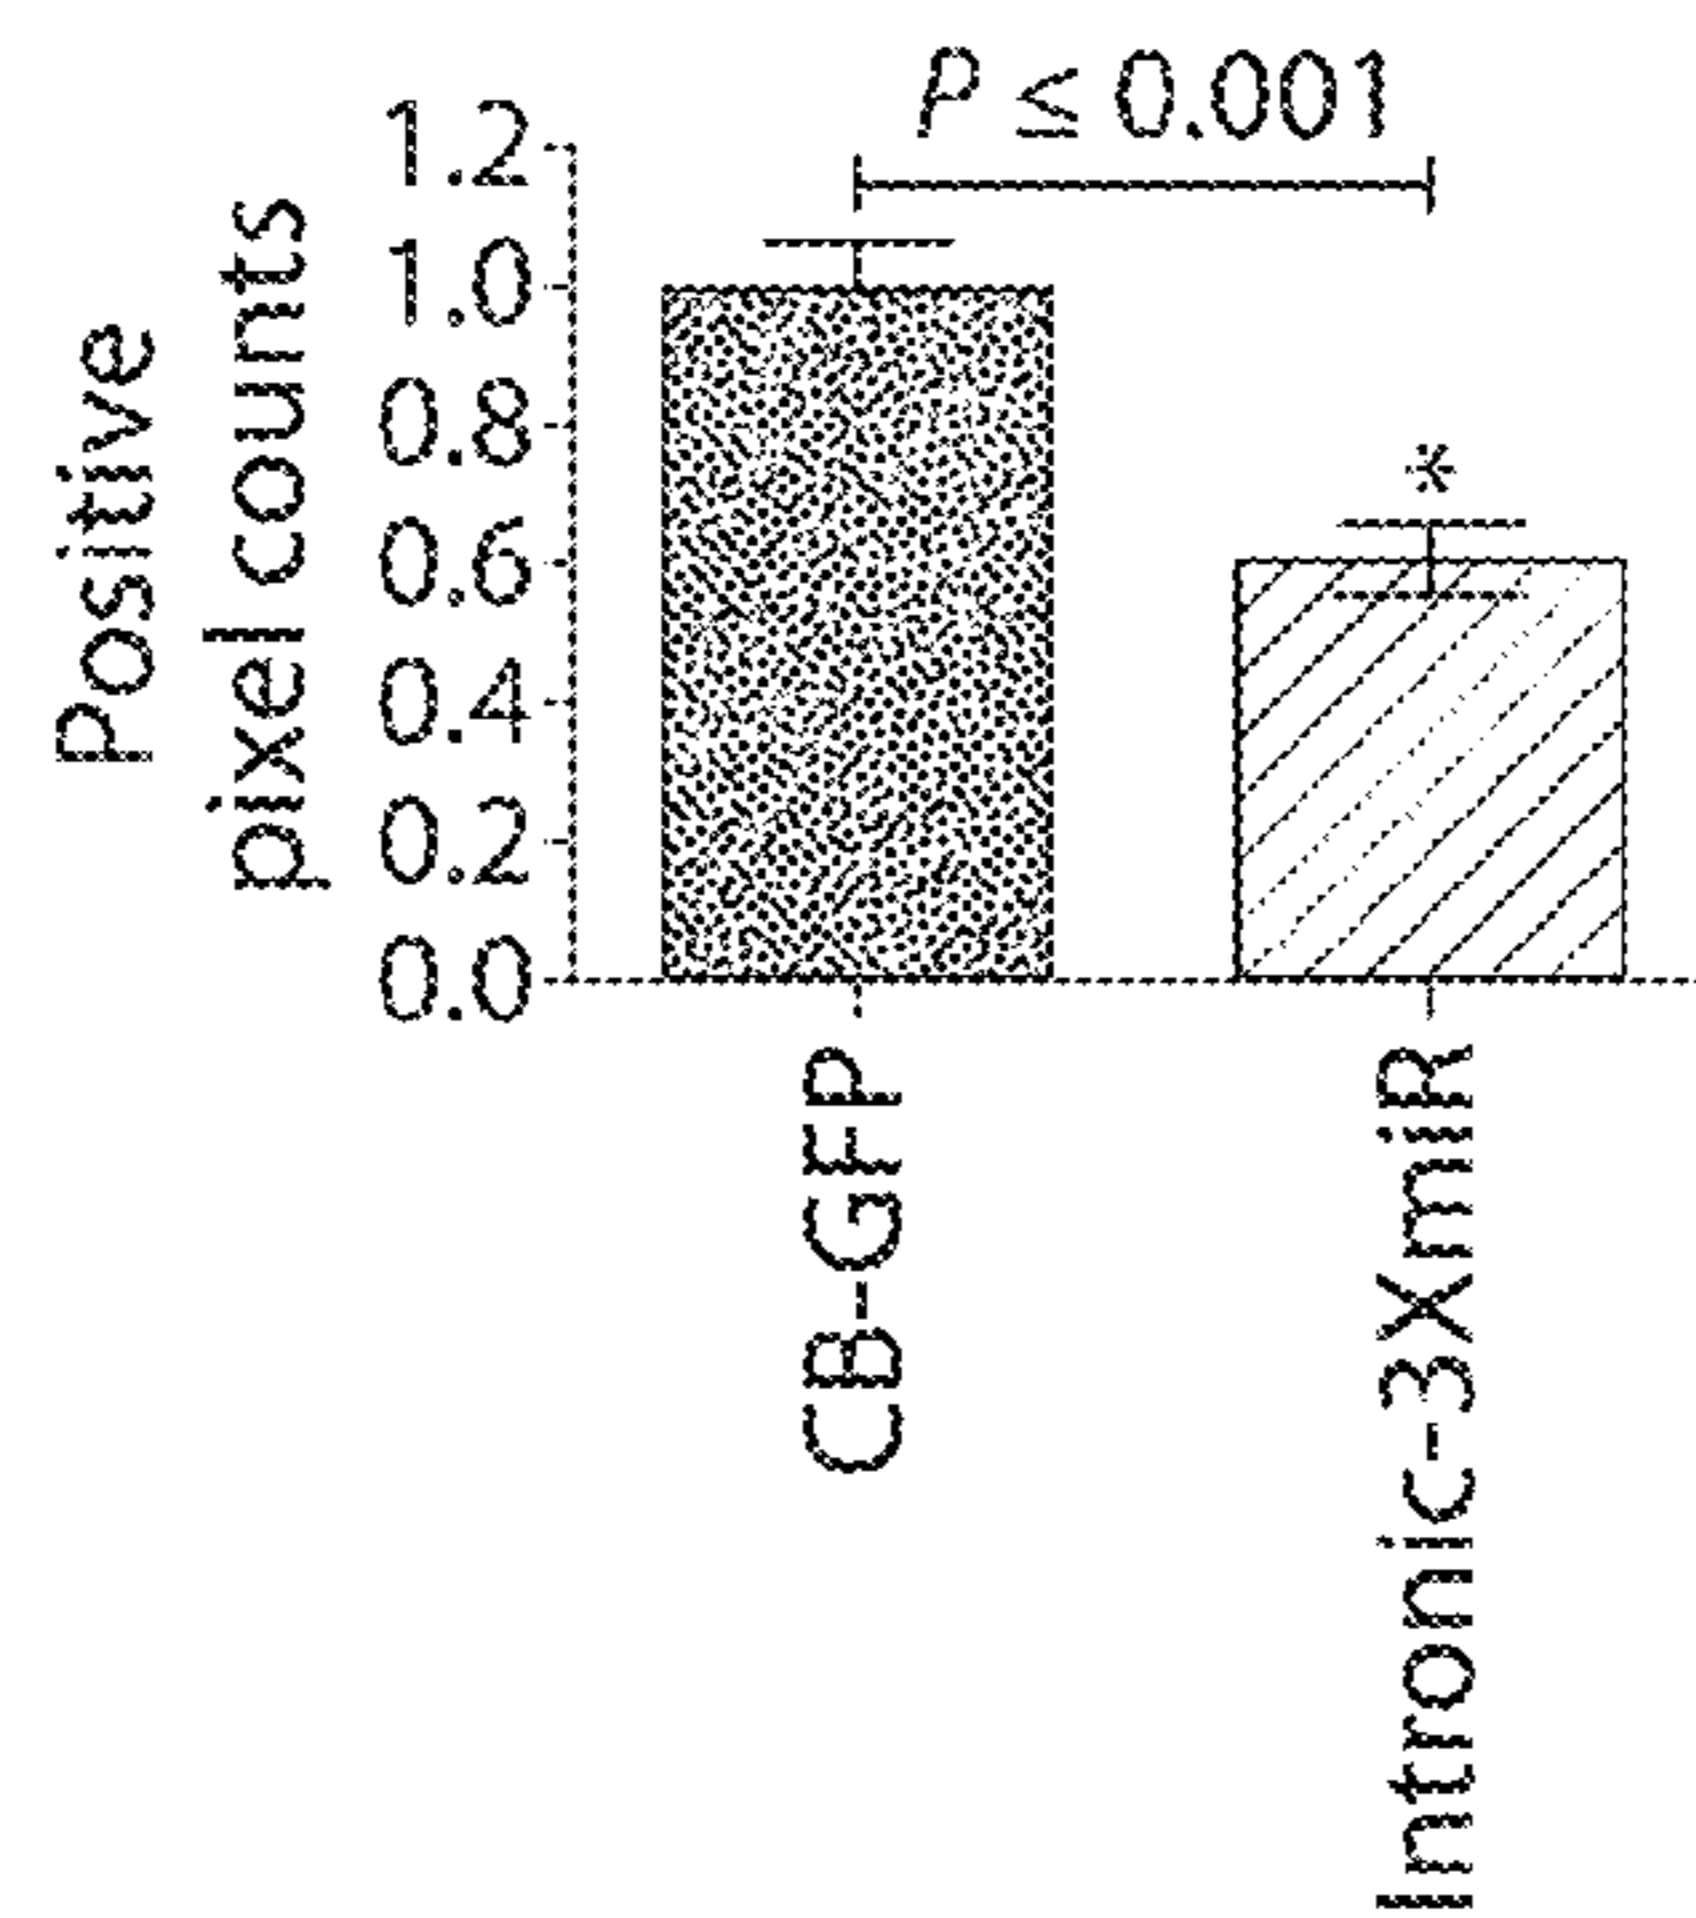 P ≤ 0.001
Positive
pixel counts
1.2
1.0
0.8
0.6
0.4
0.2
0.0
*
CB-GFP
Intronic-3XmiR